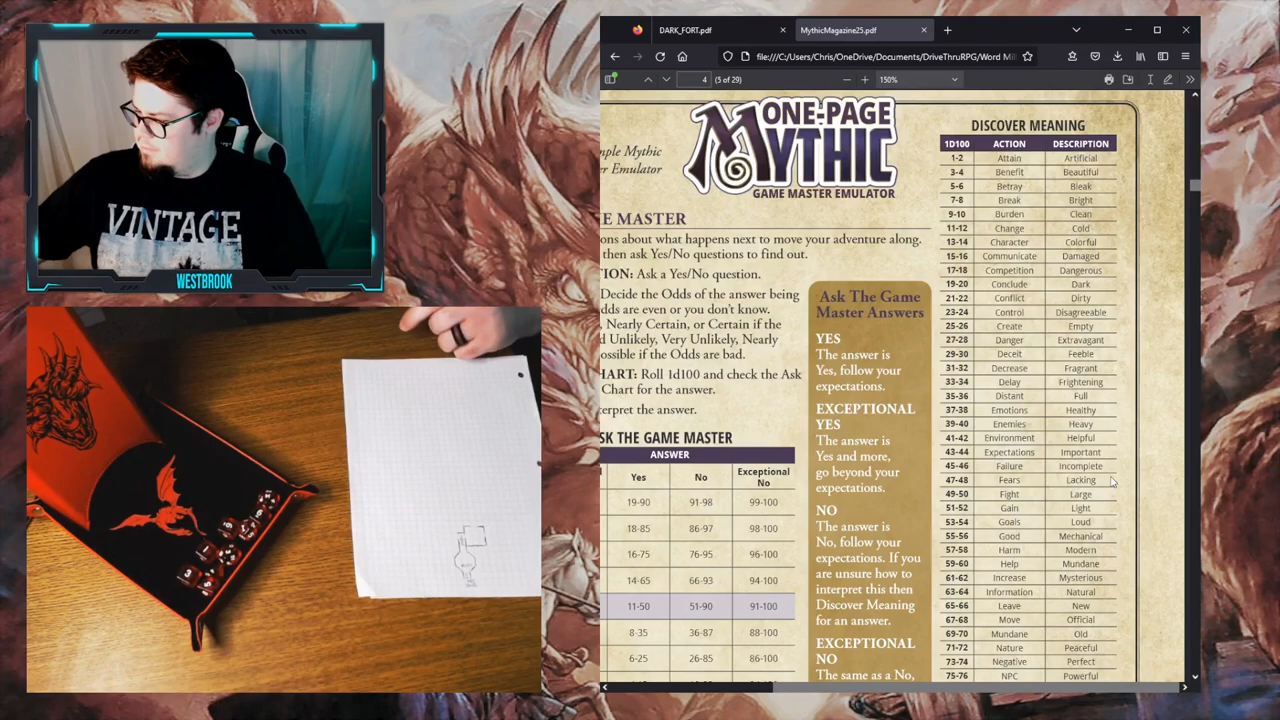 VINTAGE
WESTBROOK
DARK_FORT.pdf
MythicMagazine25.pdf
file:///C:/Users/Chris/OneDrive/Documents/DriveThruRPG/Word Mil
4 (5 of 29)
150%
mple Mythic
r Emulator
ONE-PAGE
MYTHIC
GAME MASTER EMULATOR
E MASTER
ons about what happens next to move your adventure along.
then ask Yes/No questions to find out.
TION: Ask a Yes/No question.
Decide the Odds of the answer being
dds are even or you don't know.
, Nearly Certain, or Certain if the
d Unlikely, Very Unlikely, Nearly
ossible if the Odds are bad.
HART: Roll 1d100 and check the Ask
Chart for the answer.
erpret the answer.
SK THE GAME MASTER
ANSWER
Yes No Exceptional No
19-90 91-98 99-100
18-85 86-97 98-100
16-75 76-95 96-100
14-65 66-93 94-100
11-50 51-90 91-100
8-35 36-87 88-100
6-25 26-85 86-100
Ask The Game
Master Answers
YES
The answer is
Yes, follow your
expectations.
EXCEPTIONAL
YES
The answer is
Yes and more,
go beyond your
expectations.
NO
The answer is
No, follow your
expectations. If you
are unsure how to
interpret this then
Discover Meaning
for an answer.
EXCEPTIONAL
NO
The same as a No,
DISCOVER MEANING
1D100 ACTION DESCRIPTION
1-2 Attain Artificial
3-4 Benefit Beautiful
5-6 Betray Bleak
7-8 Break Bright
9-10 Burden Clean
11-12 Change Cold
13-14 Character Colorful
15-16 Communicate Damaged
17-18 Competition Dangerous
19-20 Conclude Dark
21-22 Conflict Dirty
23-24 Control Disagreeable
25-26 Create Empty
27-28 Danger Extravagant
29-30 Deceit Feeble
31-32 Decrease Fragrant
33-34 Delay Frightening
35-36 Distant Full
37-38 Emotions Healthy
39-40 Enemies Heavy
41-42 Environment Helpful
43-44 Expectations Important
45-46 Failure Incomplete
47-48 Fears Lacking
49-50 Fight Large
51-52 Gain Light
53-54 Goals Loud
55-56 Good Mechanical
57-58 Harm Modern
59-60 Help Mundane
61-62 Increase Mysterious
63-64 Information Natural
65-66 Leave New
67-68 Move Official
69-70 Mundane Old
71-72 Nature Peaceful
73-74 Negative Perfect
75-76 NPC Powerful